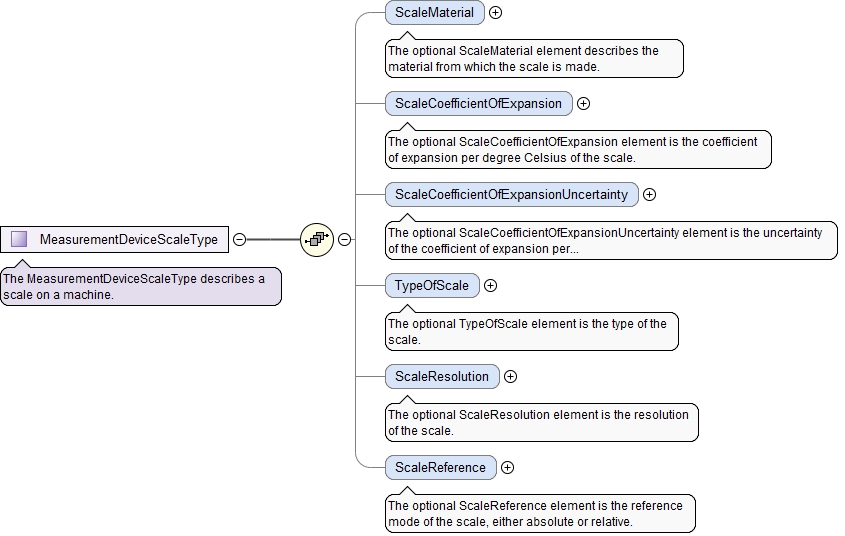 ScaleMaterial
The optional ScaleMaterial element describes the
material from which the scale is made.
ScaleCoefficientOfExpansion
The optional ScaleCoefficientOfExpansion element is the coefficient
of expansion per degree Celsius of the scale.
ScaleCoefficientOfExpansionUncertainty
The optional ScaleCoefficientOfExpansionUncertainty element is the uncertainty
of the coefficient of expansion per...
MeasurementDeviceScaleType
The MeasurementDeviceScaleType describes a
scale on a machine.
TypeOfScale
The optional TypeOfScale element is the type of the
scale.
ScaleResolution
The optional ScaleResolution element is the resolution
of the scale.
ScaleReference
The optional ScaleReference element is the reference
mode of the scale, either absolute or relative.